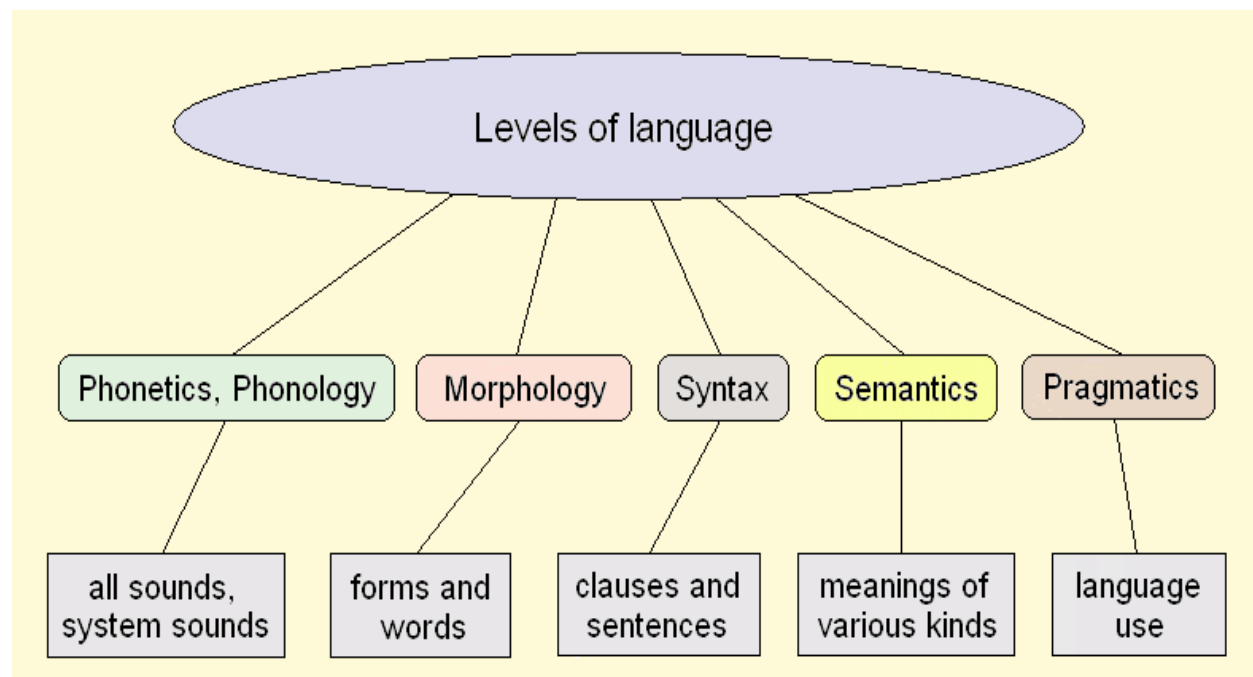 Levels of language
Phonetics, Phonology
Morphology
Syntax
Semantics
Pragmatics
all sounds,
system sounds
forms and
words
clauses and
sentences
meanings of
various kinds
language
use